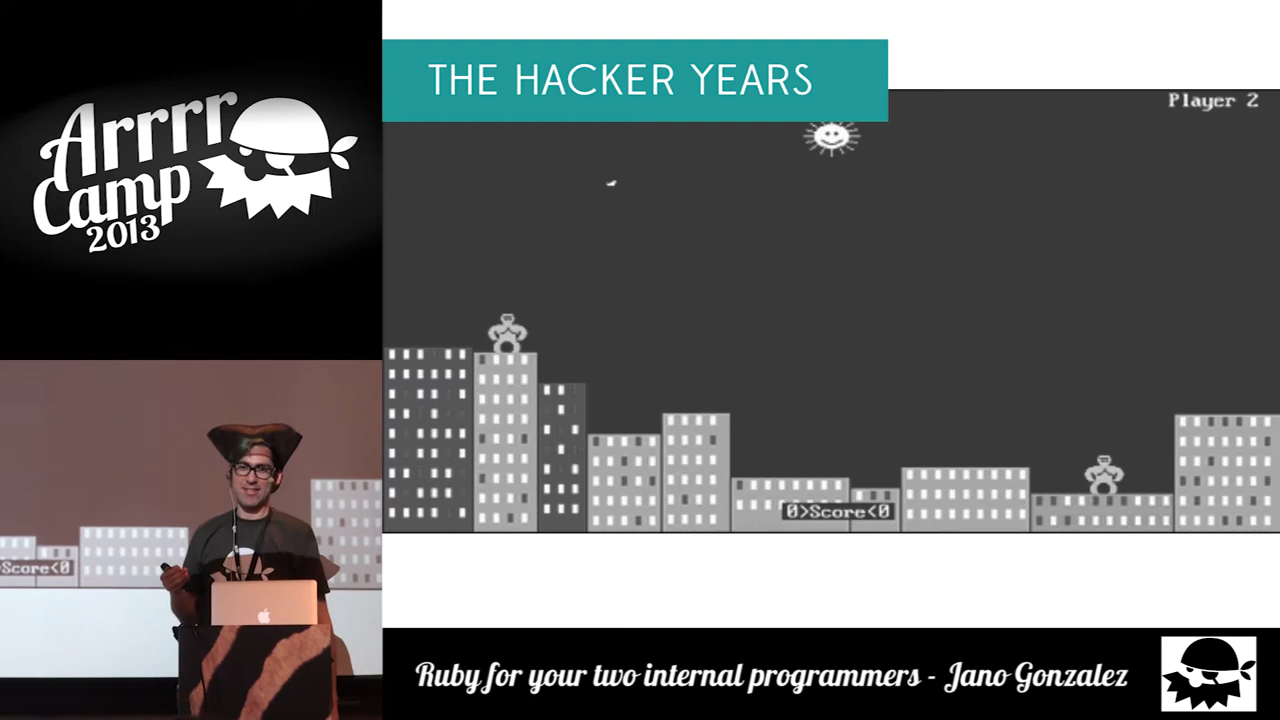 Arrrr
Camp
2013
THE HACKER YEARS
Player 2
0>Score<0
Score<0
Ruby for your two internal programmers - Jano Gonzalez